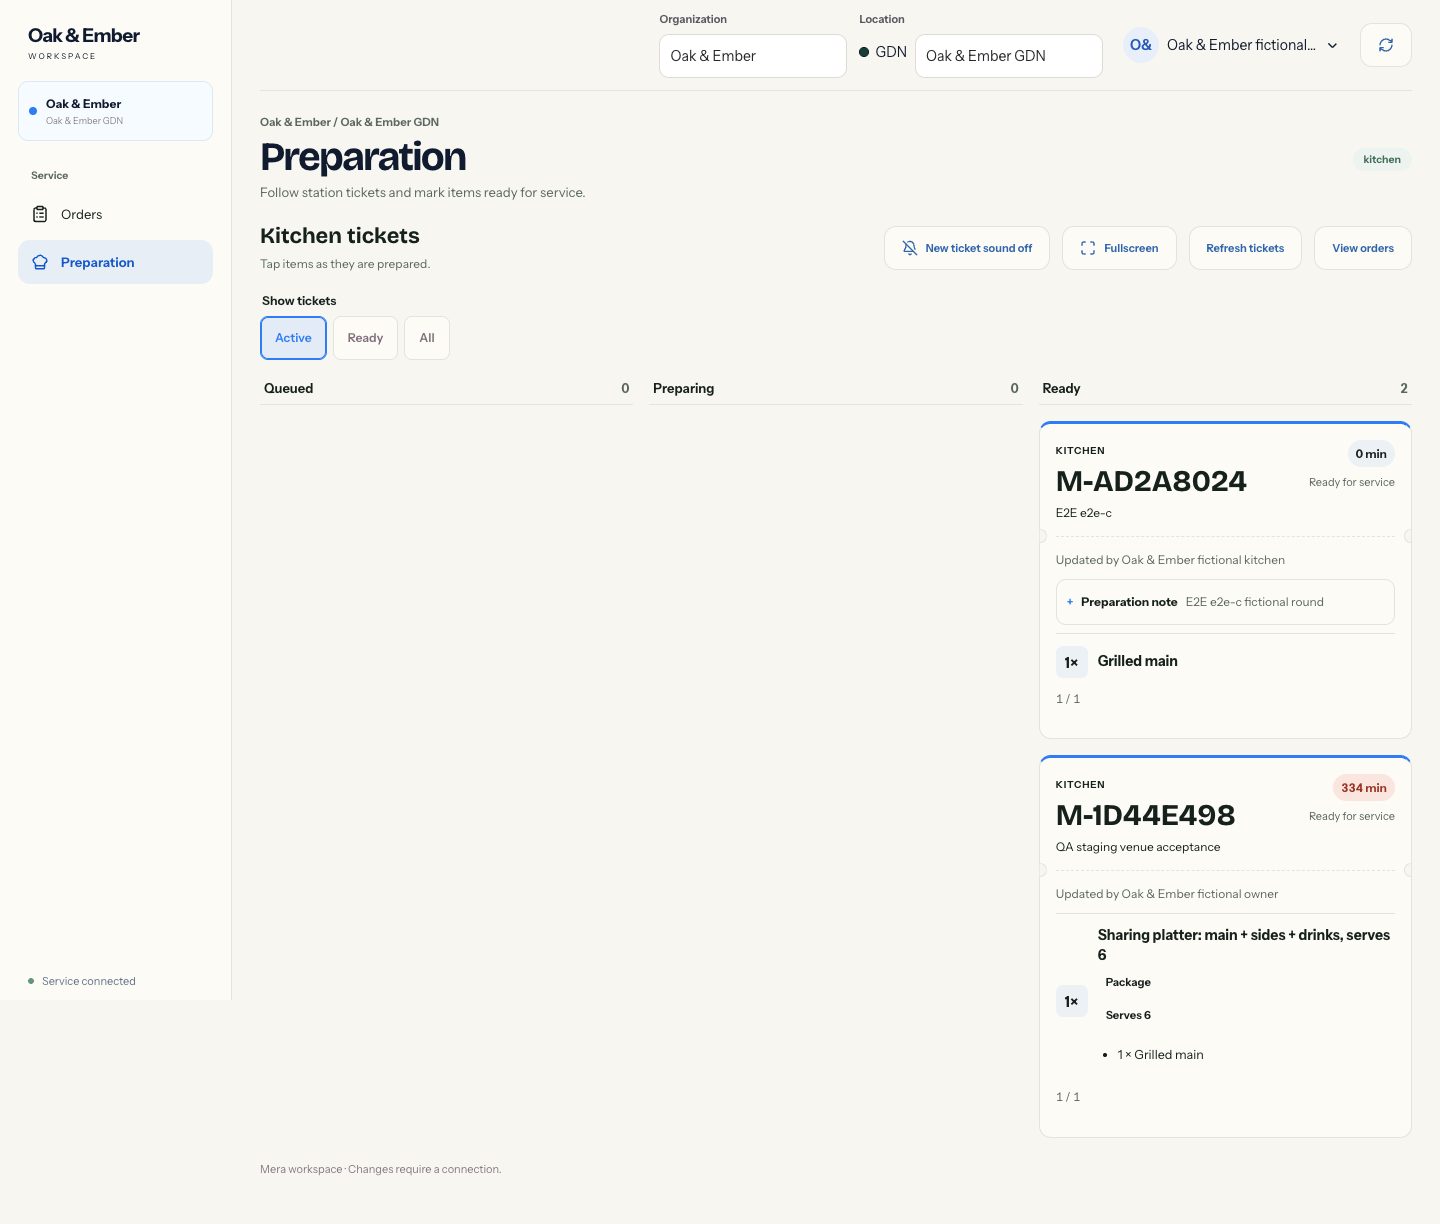 Oak & Ember
WORKSPACE
Oak & Ember
Oak & Ember GDN
Service
Orders
Preparation
Service connected
Organization
Oak & Ember
Location
GDN
Oak & Ember GDN
O&
Oak & Ember fictional...
Oak & Ember / Oak & Ember GDN
Preparation
kitchen
Follow station tickets and mark items ready for service.
Kitchen tickets
Tap items as they are prepared.
New ticket sound off
Fullscreen
Refresh tickets
View orders
Show tickets
Active
Ready
All
Queued 0
Preparing 0
Ready 2
KITCHEN
0 min
M-AD2A8024
Ready for service
E2E e2e-c
Updated by Oak & Ember fictional kitchen
+ Preparation note E2E e2e-c fictional round
1× Grilled main
1 / 1
KITCHEN
334 min
M-1D44E498
Ready for service
QA staging venue acceptance
Updated by Oak & Ember fictional owner
Sharing platter: main + sides + drinks, serves
6
Package
1×
Serves 6
• 1 × Grilled main
1 / 1
Mera workspace · Changes require a connection.